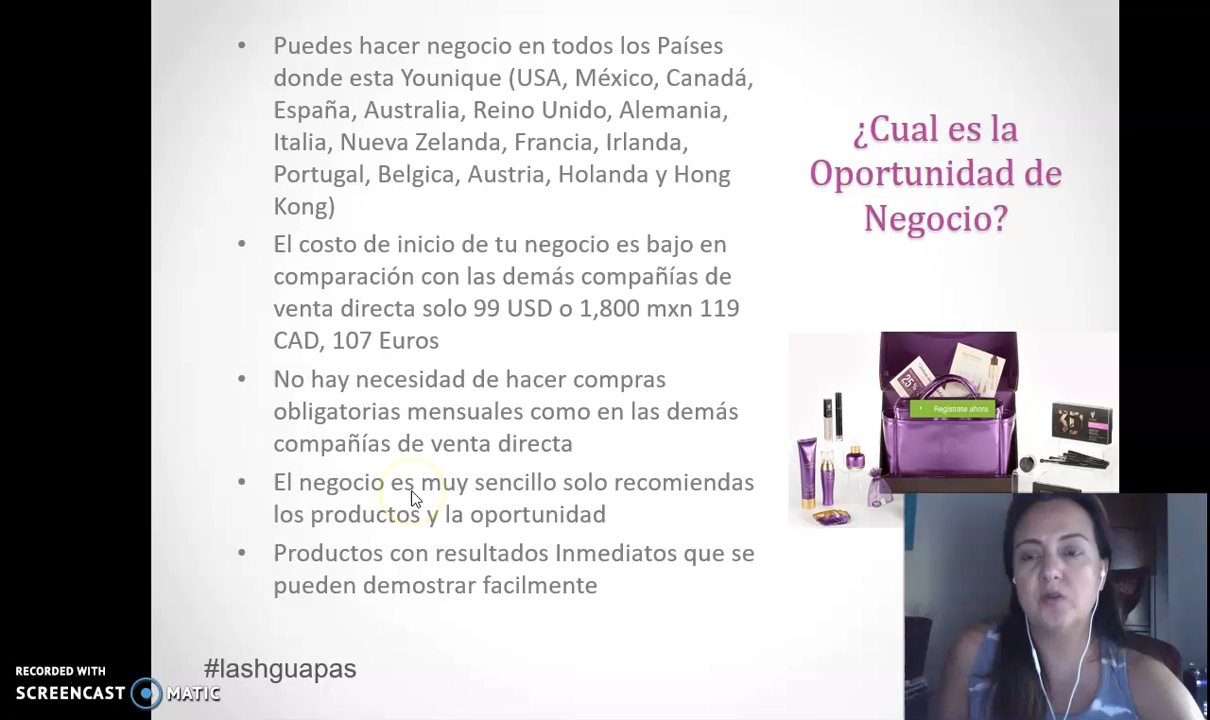 Puedes hacer negocio en todos los Países
donde esta Younique (USA, México, Canadá,
España, Australia, Reino Unido, Alemania,
Italia, Nueva Zelanda, Francia, Irlanda,
Portugal, Belgica, Austria, Holanda y Hong
Kong)
El costo de inicio de tu negocio es bajo en
comparación con las demás compañías de
venta directa solo 99 USD o 1,800 mxn 119
CAD, 107 Euros
No hay necesidad de hacer compras
obligatorias mensuales como en las demás
compañías de venta directa
El negocio es muy sencillo solo recomiendas
los productos y la oportunidad
Productos con resultados Inmediatos que se
pueden demostrar facilmente
¿Cual es la
Oportunidad de
Negocio?
25%
Regístrate ahora
3D
#lashguapas
RECORDED WITH
SCREENCAST MATIC